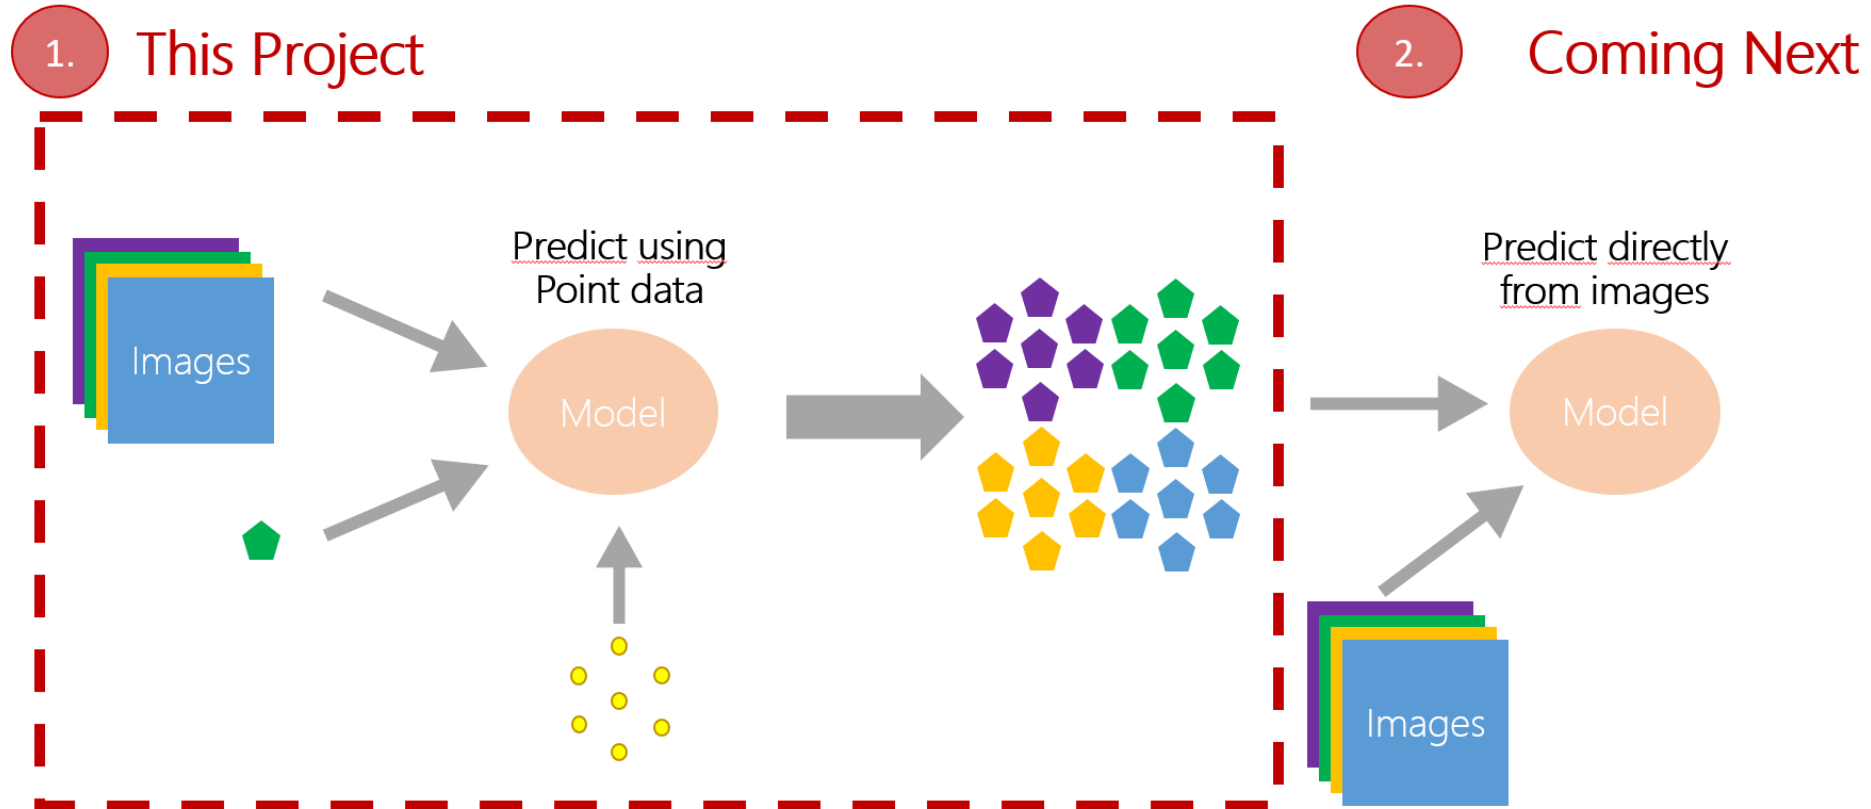 1.
This Project
2.
Coming Next
Predict using
Point data
Images
Model
Predict directly
from images
Model
Images